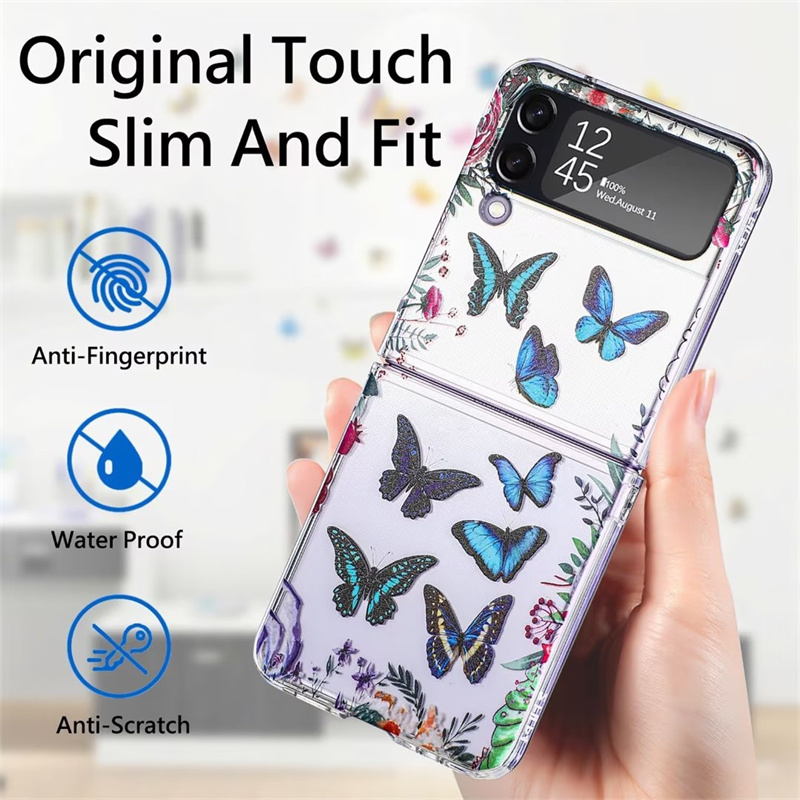 Original Touch
Slim And Fit
12
45
100%
Wed,August 11
Anti-Fingerprint
Water Proof
Anti-Scratch